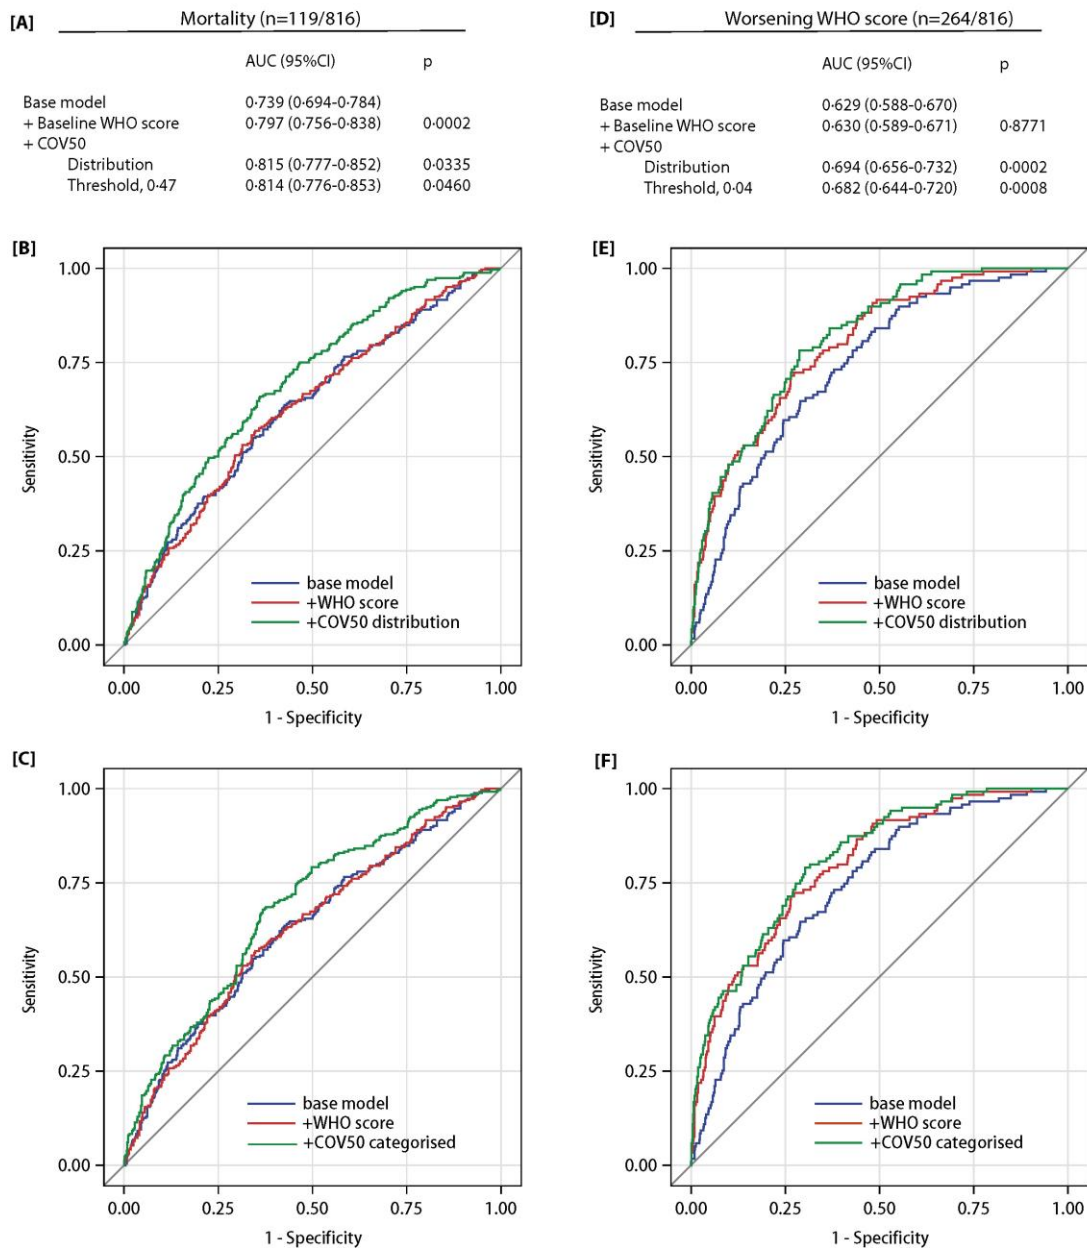 [A] Mortality (n=119/816)
AUC (95%CI) p
Base model 0·739 (0·694-0·784)
+ Baseline WHO score 0·797 (0·756-0·838) 0·0002
+ COV50
Distribution 0·815 (0·777-0·852) 0·0335
Threshold, 0·47 0·814 (0·776-0·853) 0·0460
[D] Worsening WHO score (n=264/816)
AUC (95%CI) p
Base model 0·629 (0·588-0·670)
+ Baseline WHO score 0·630 (0·589-0·671) 0·8771
+ COV50
Distribution 0·694 (0·656-0·732) 0·0002
Threshold, 0·04 0·682 (0·644-0·720) 0·0008
[B]
1.00
0.75
0.50
0.25
0.00
Sensitivity
base model
+WHO score
+COV50 distribution
0.00 0.25 0.50 0.75 1.00
1 - Specificity
[E]
1.00
0.75
0.50
0.25
0.00
Sensitivity
base model
+WHO score
+COV50 distribution
0.00 0.25 0.50 0.75 1.00
1 - Specificity
[C]
1.00
0.75
0.50
0.25
0.00
Sensitivity
base model
+WHO score
+COV50 categorised
0.00 0.25 0.50 0.75 1.00
1 - Specificity
[F]
1.00
0.75
0.50
0.25
0.00
Sensitivity
base model
+WHO score
+COV50 categorised
0.00 0.25 0.50 0.75 1.00
1 - Specificity